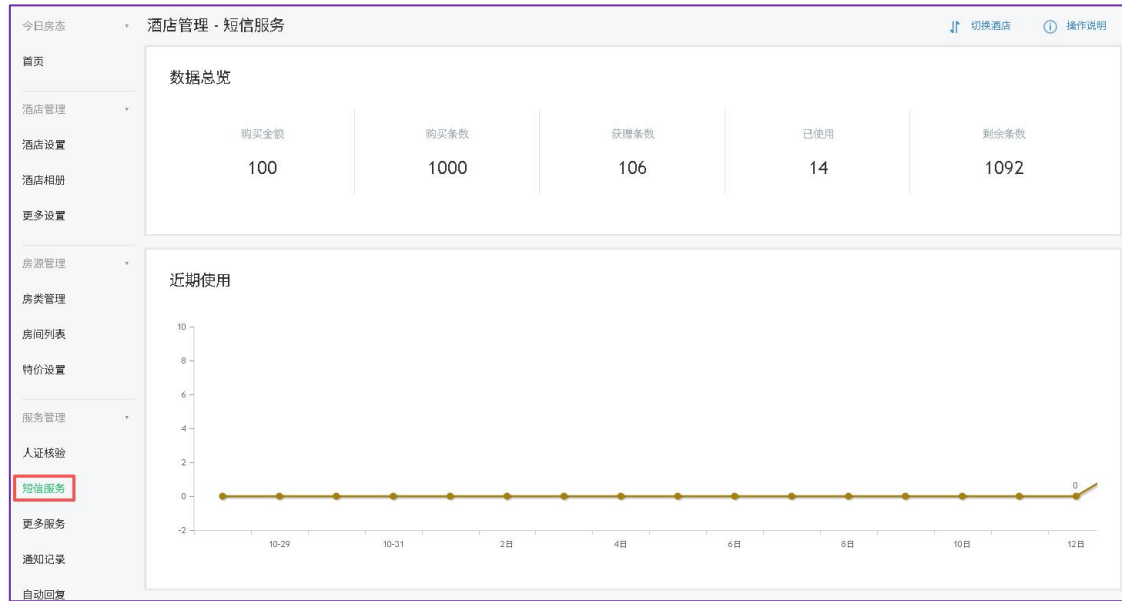 今日房态
首页
酒店管理
酒店设置
酒店相册
更多设置
房源管理
房类管理
房间列表
特价设置
服务管理
人证核验
短信服务
更多服务
通知记录
自动回复
酒店管理 - 短信服务
切换酒店
操作说明
数据总览
购买金额 购买条数 获赠条数 已使用 剩余条数
100 1000 106 14 1092
近期使用
10
8
6
4
2
0
-2
0
10-29 10-31 2日 4日 6日 8日 10日 12日